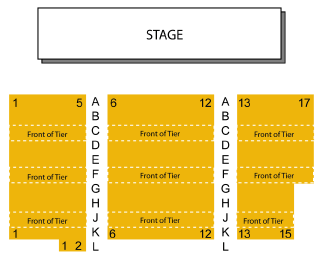 STAGE
1 5 A 6 12 A 13 17
B B
C C
Front of Tier Front of Tier Front of Tier
D D
E E
F F
Front of Tier Front of Tier Front of Tier
G G
H H
J J
Front of Tier Front of Tier Front of Tier
1 K 6 12 K 13 15
1 2 L L